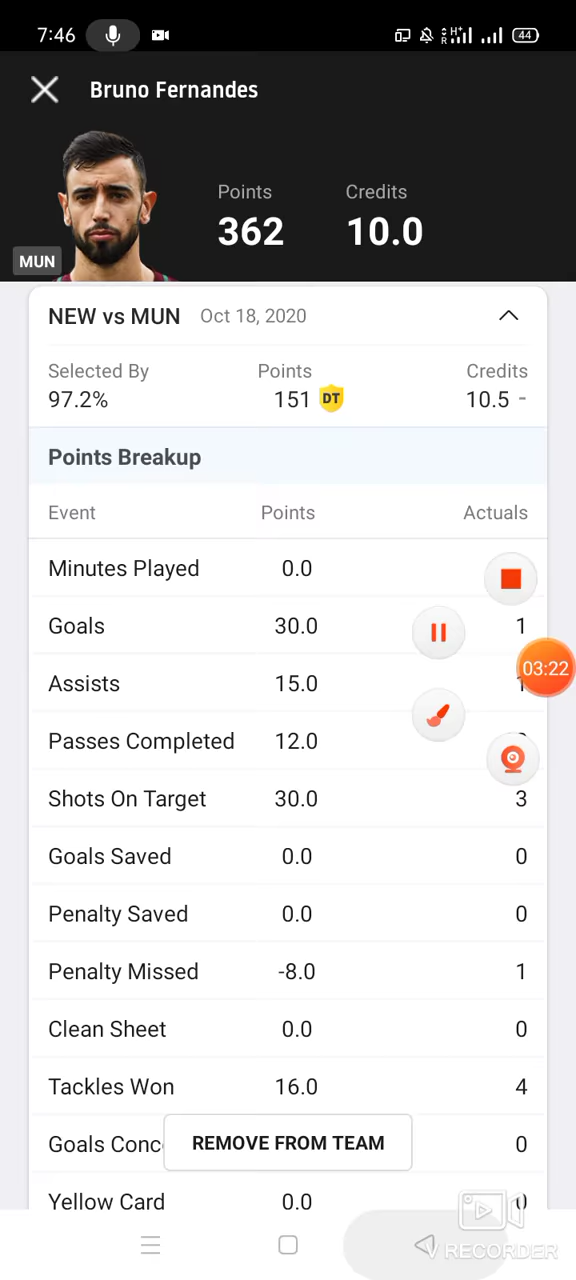 7:46 H+ R 44
Bruno Fernandes
Points Credits
362 10.0
MUN
NEW vs MUN Oct 18, 2020
Selected By Points Credits
97.2% 151 DT 10.5 -
Points Breakup
Event Points Actuals
Minutes Played 0.0
Goals 30.0 1
03:22
Assists 15.0
Passes Completed 12.0
Shots On Target 30.0 3
Goals Saved 0.0 0
Penalty Saved 0.0 0
Penalty Missed -8.0 1
Clean Sheet 0.0 0
Tackles Won 16.0 4
Goals Conc 0
REMOVE FROM TEAM
Yellow Card 0.0 0
RECORDER